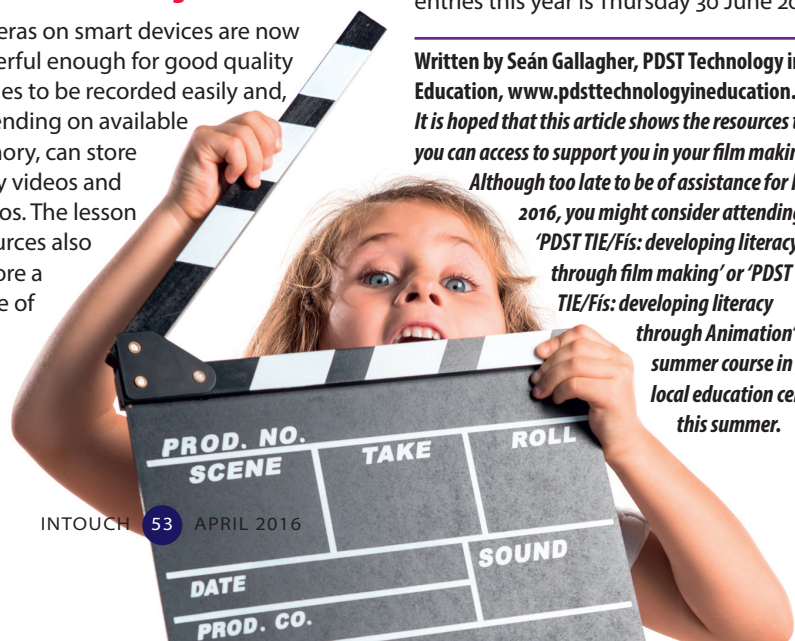 eras on smart devices are now
erful enough for good quality
es to be recorded easily and,
ending on available
ory, can store
y videos and
os. The lesson
urces also
ore a
e of
entries this year is Thursday 30 June 20
Written by Seán Gallagher, PDST Technology in
Education, www.pdsttechnologyineducation.
It is hoped that this article shows the resources t
you can access to support you in your film makin
Although too late to be of assistance for
2016, you might consider attending
‘PDST TIE/Fís: developing literacy
through film making’ or ‘PDST
TIE/Fís: developing literacy
through Animation’
summer course in
local education ce
this summer.
PROD. NO.
SCENE TAKE ROLL
DATE SOUND
PROD. CO.
INTOUCH 53 APRIL 2016